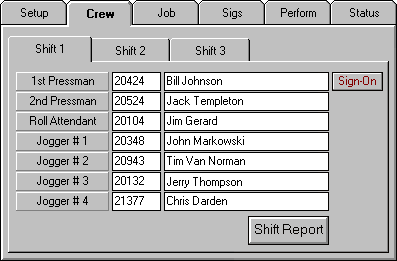 Setup Crew Job Sigs Perform Status
Shift 1 Shift 2 Shift 3
1st Pressman 20424 Bill Johnson Sign-On
2nd Pressman 20524 Jack Templeton
Roll Attendant 20104 Jim Gerard
Jogger # 1 20348 John Markowski
Jogger # 2 20943 Tim Van Norman
Jogger # 3 20132 Jerry Thompson
Jogger # 4 21377 Chris Darden
Shift Report